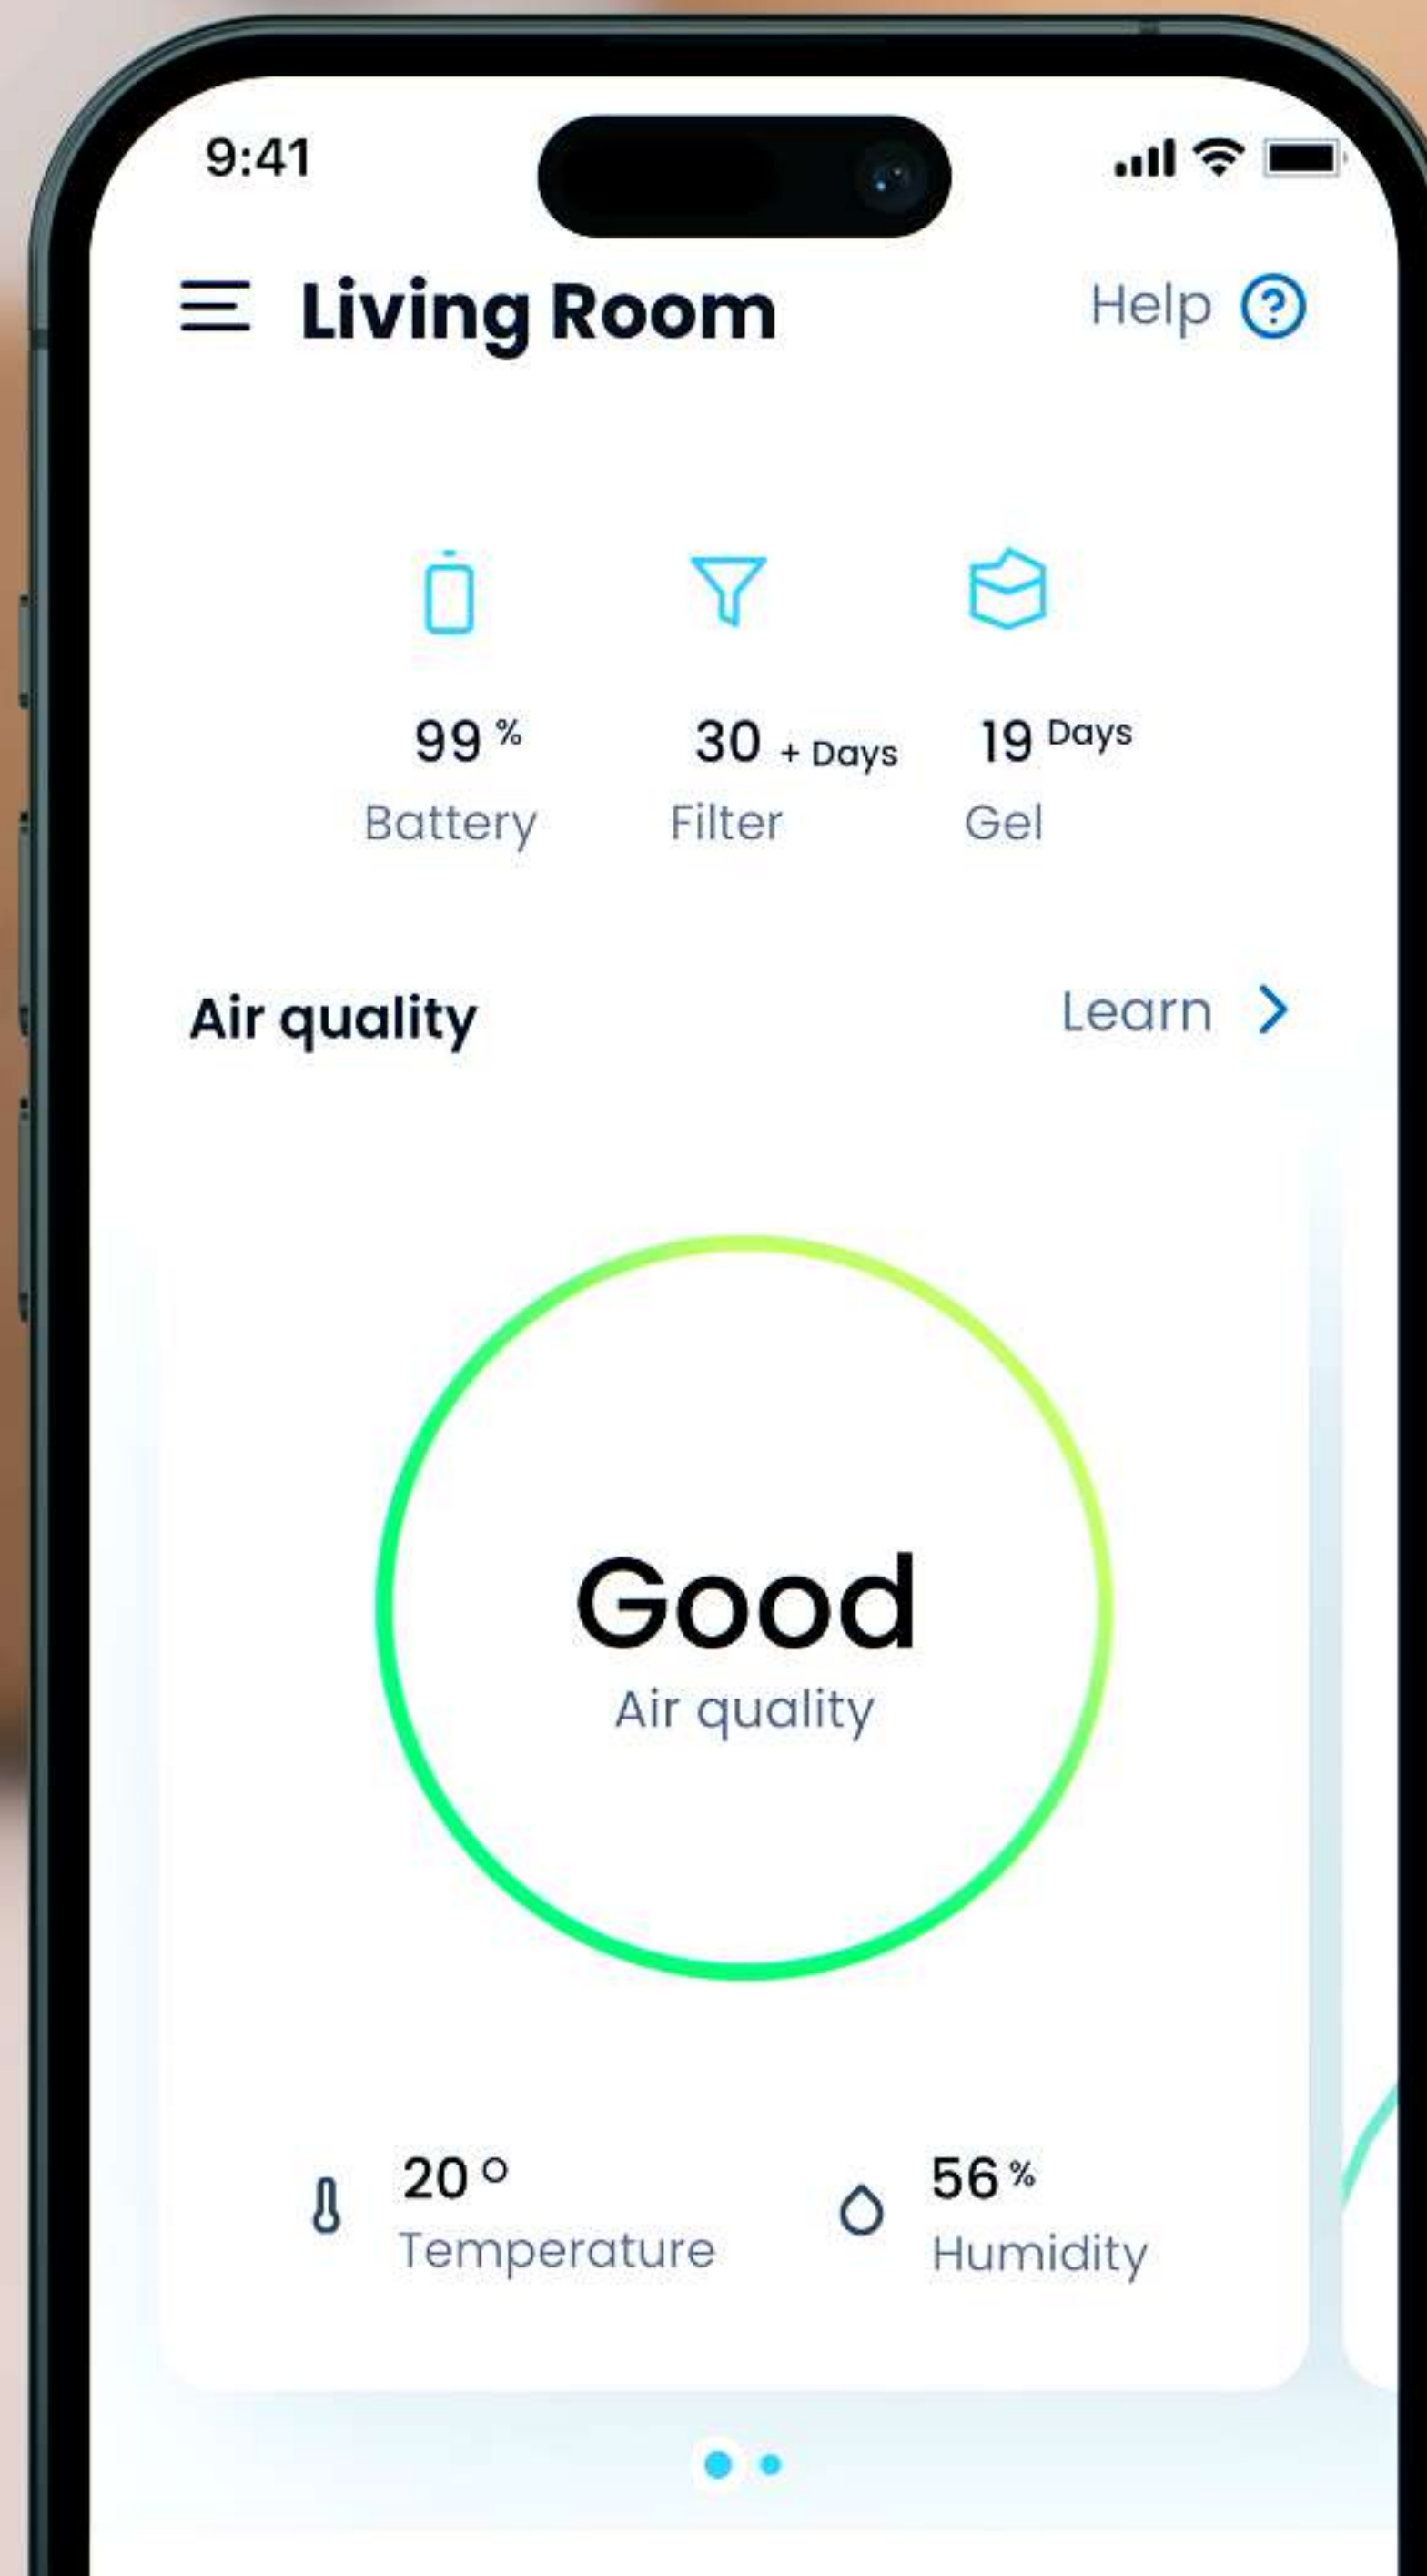 9:41
Living Room
Help
99 %
30 + Days
19 Days
Battery
Filter
Gel
Air quality
Learn
Good
Air quality
20°
Temperature
56 %
Humidity